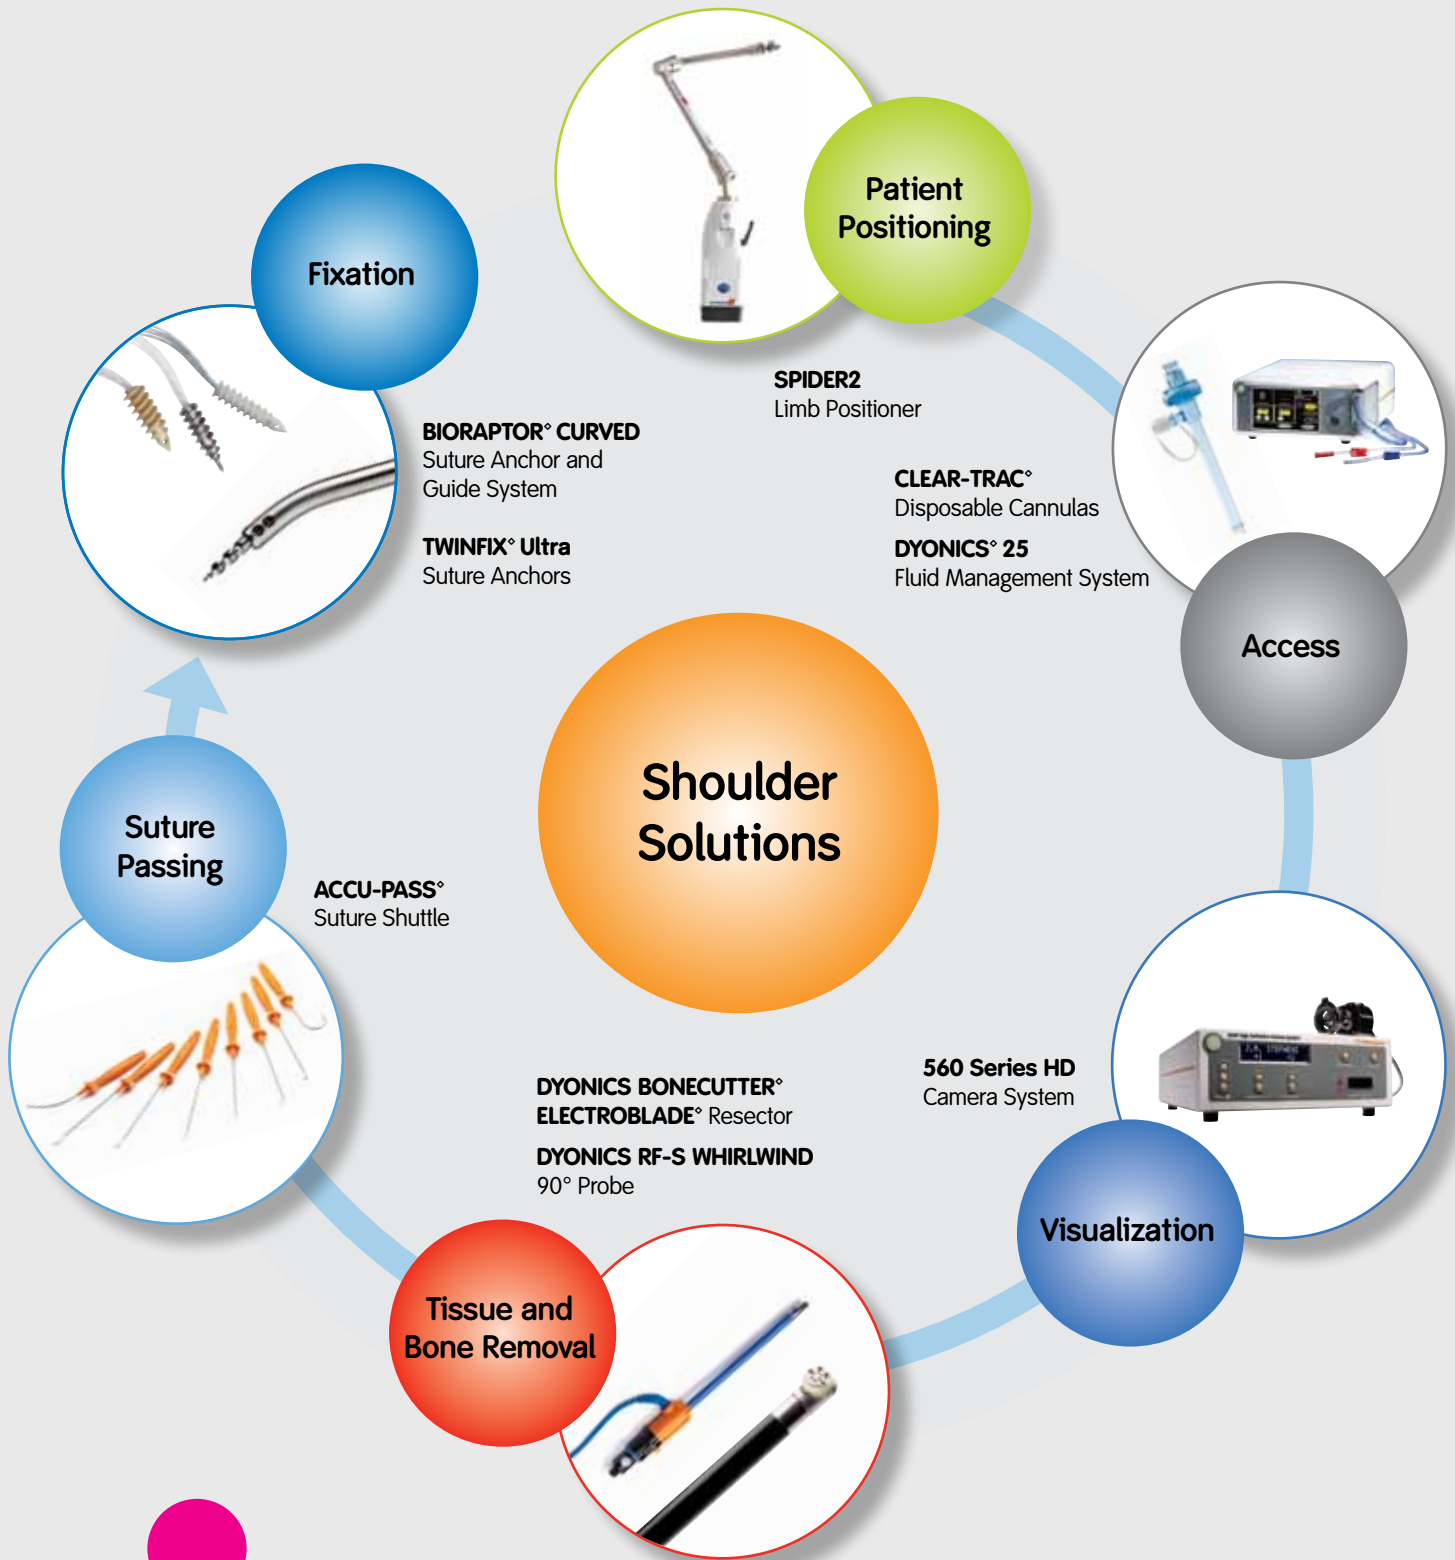 Patient
Positioning
SPIDER2
Limb Positioner
CLEAR-TRAC◊
Disposable Cannulas
DYONICS◊ 25
Fluid Management System
Access
560 Series HD
Camera System
Visualization
DYONICS BONECUTTER◊
ELECTROBLADE◊ Resector
DYONICS RF-S WHIRLWIND
90° Probe
Tissue and
Bone Removal
Suture
Passing
ACCU-PASS◊
Suture Shuttle
Fixation
BIORAPTOR◊ CURVED
Suture Anchor and
Guide System
TWINFIX◊ Ultra
Suture Anchors
Shoulder
Solutions